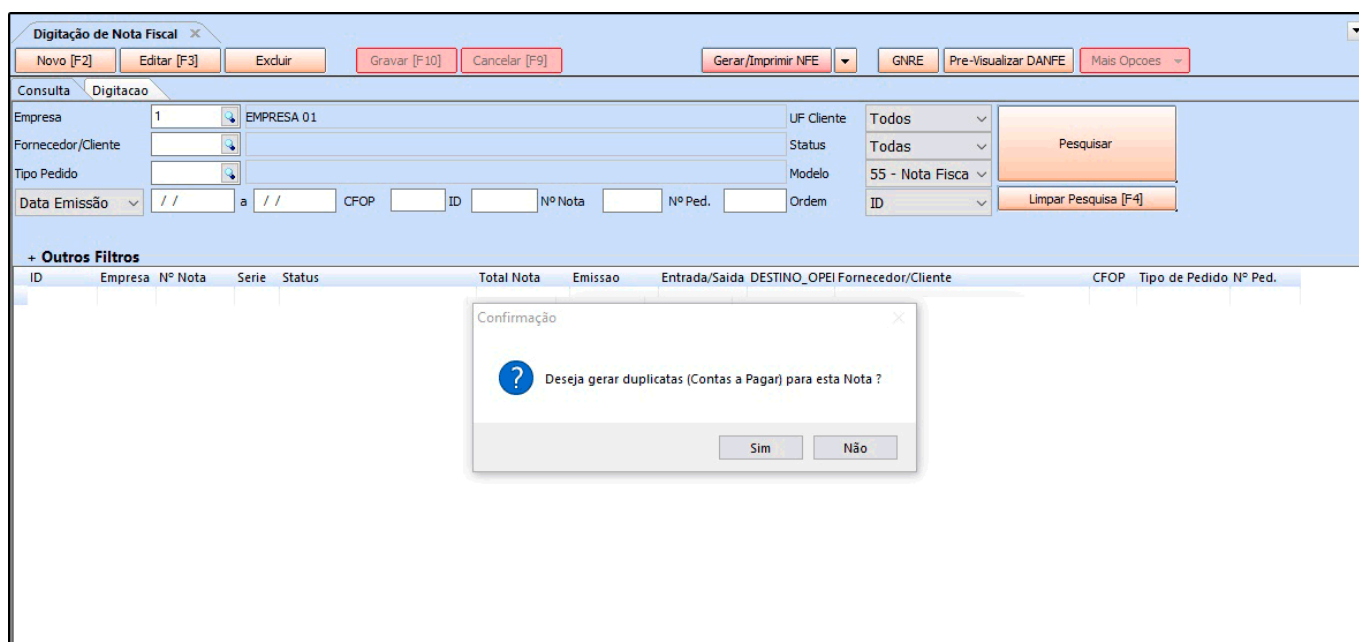 Digitação de Nota Fiscal
Novo [F2] Editar [F3] Excluir Gravar [F10] Cancelar [F9] Gerar/Imprimir NFE GNRE Pre-Visualizar DANFE Mais Opcoes
Consulta Digitacao
Empresa 1 EMPRESA 01 UF Cliente Todos
Fornecedor/Cliente Status Todas Pesquisar
Tipo Pedido Modelo 55 - Nota Fisca
Data Emissão / / a / / CFOP ID Nº Nota Nº Ped. Ordem ID Limpar Pesquisa [F4]
+ Outros Filtros
ID Empresa Nº Nota Serie Status Total Nota Emissao Entrada/Saida DESTINO_OPEI Fornecedor/Cliente CFOP Tipo de Pedido Nº Ped.
Confirmação
Deseja gerar duplicatas (Contas a Pagar) para esta Nota ?
Sim Não